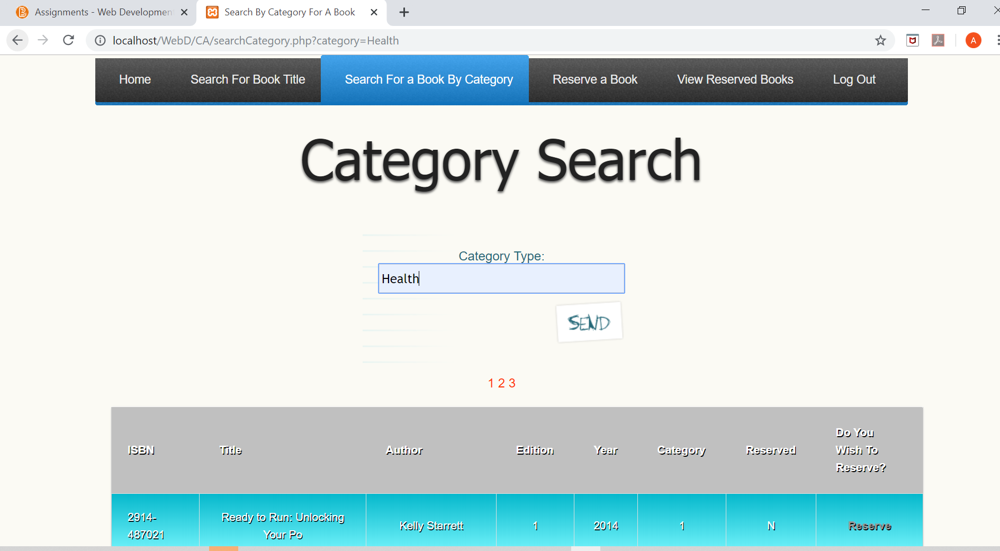 Assignments - Web Developmen
Search By Category For A Book
localhost/WebD/CA/searchCategory.php?category=Health
A
Home Search For Book Title Search For a Book By Category Reserve a Book View Reserved Books Log Out
Category Search
Category Type:
Health
SEND
1 2 3
ISBN Title Author Edition Year Category Reserved Do You
Wish To
Reserve?
2914-
487021 Ready to Run: Unlocking
Your Po Kelly Starrett 1 2014 1 N Reserve